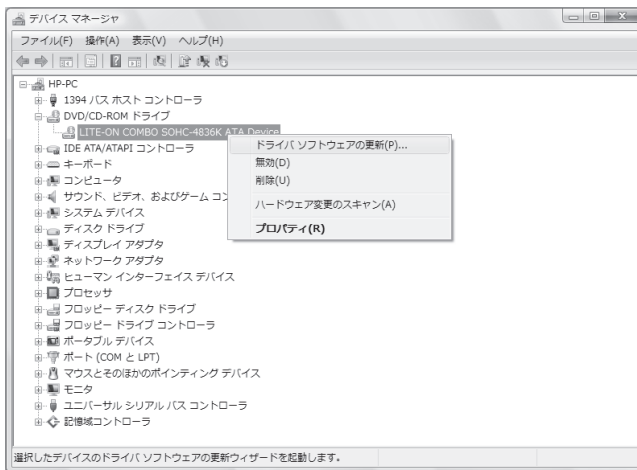 デバイス マネージャ
ファイル(F) 操作(A) 表示(V) ヘルプ(H)
HP-PC
1394 バス ホスト コントローラ
DVD/CD-ROM ドライブ
LITE-ON COMBO SOHC-4836K ATA Device
IDE ATA/ATAPI コントローラ
キーボード
コンピュータ
サウンド、ビデオ、およびゲーム コン
システム デバイス
ディスク ドライブ
ディスプレイ アダプタ
ネットワーク アダプタ
ヒューマン インターフェイス デバイス
プロセッサ
フロッピー ディスク ドライブ
フロッピー ドライブ コントローラ
ポータブル デバイス
ポート (COM と LPT)
マウスとそのほかのポインティング デバイス
モニタ
ユニバーサル シリアル バス コントローラ
記憶域コントローラ
ドライバ ソフトウェアの更新(P)...
無効(D)
削除(U)
ハードウェア変更のスキャン(A)
プロパティ(R)
選択したデバイスのドライバ ソフトウェアの更新ウィザードを起動します。